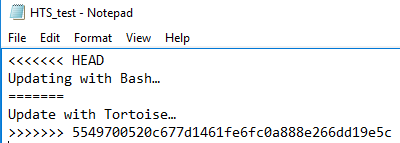 HTS_test - Notepad
File Edit Format View Help
<<<<<<< HEAD
Updating with Bash…
=======
Update with Tortoise…
>>>>>>> 5549700520c677d1461fe6fc0a888e266dd19e5c